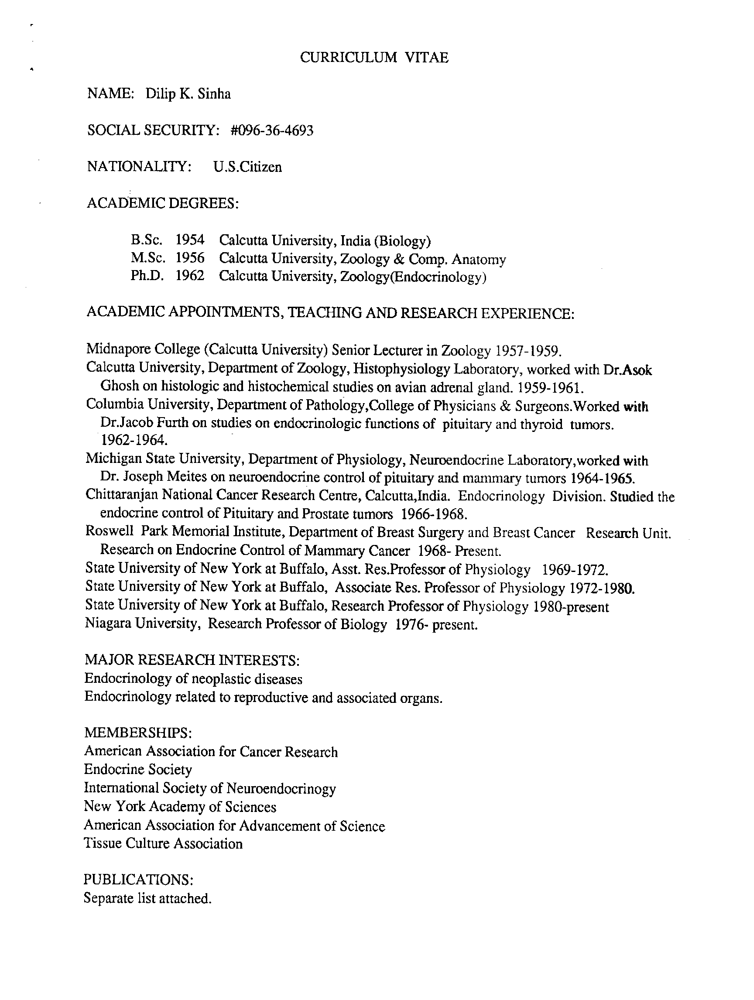 CURRICULUM VITAE
NAME: Dilip K. Sinha
SOCIAL SECURITY: #096-36-4693
NATIONALITY: U.S.Citizen
ACADEMIC DEGREES:
B.Sc. 1954 Calcutta University, India (Biology)
M.Sc. 1956 Calcutta University, Zoology & Comp. Anatomy
Ph.D. 1962 Calcutta University, Zoology(Endocrinology)
ACADEMIC APPOINTMENTS, TEACHING AND RESEARCH EXPERIENCE:
Midnapore College (Calcutta University) Senior Lecturer in Zoology 1957-1959.
Calcutta University, Department of Zoology, Histophysiology Laboratory, worked with Dr.Asok
Ghosh on histologic and histochemical studies on avian adrenal gland. 1959-1961.
Columbia University, Department of Pathology,College of Physicians & Surgeons.Worked with
Dr.Jacob Furth on studies on endocrinologic functions of pituitary and thyroid tumors.
1962-1964.
Michigan State University, Department of Physiology, Neuroendocrine Laboratory,worked with
Dr. Joseph Meites on neuroendocrine control of pituitary and mammary tumors 1964-1965.
Chittaranjan National Cancer Research Centre, Calcutta,India. Endocrinology Division. Studied the
endocrine control of Pituitary and Prostate tumors 1966-1968.
Roswell Park Memorial Institute, Department of Breast Surgery and Breast Cancer Research Unit.
Research on Endocrine Control of Mammary Cancer 1968- Present.
State University of New York at Buffalo, Asst. Res.Professor of Physiology 1969-1972.
State University of New York at Buffalo, Associate Res. Professor of Physiology 1972-1980.
State University of New York at Buffalo, Research Professor of Physiology 1980-present
Niagara University, Research Professor of Biology 1976- present.
MAJOR RESEARCH INTERESTS:
Endocrinology of neoplastic diseases
Endocrinology related to reproductive and associated organs.
MEMBERSHIPS:
American Association for Cancer Research
Endocrine Society
International Society of Neuroendocrinogy
New York Academy of Sciences
American Association for Advancement of Science
Tissue Culture Association
PUBLICATIONS:
Separate list attached.